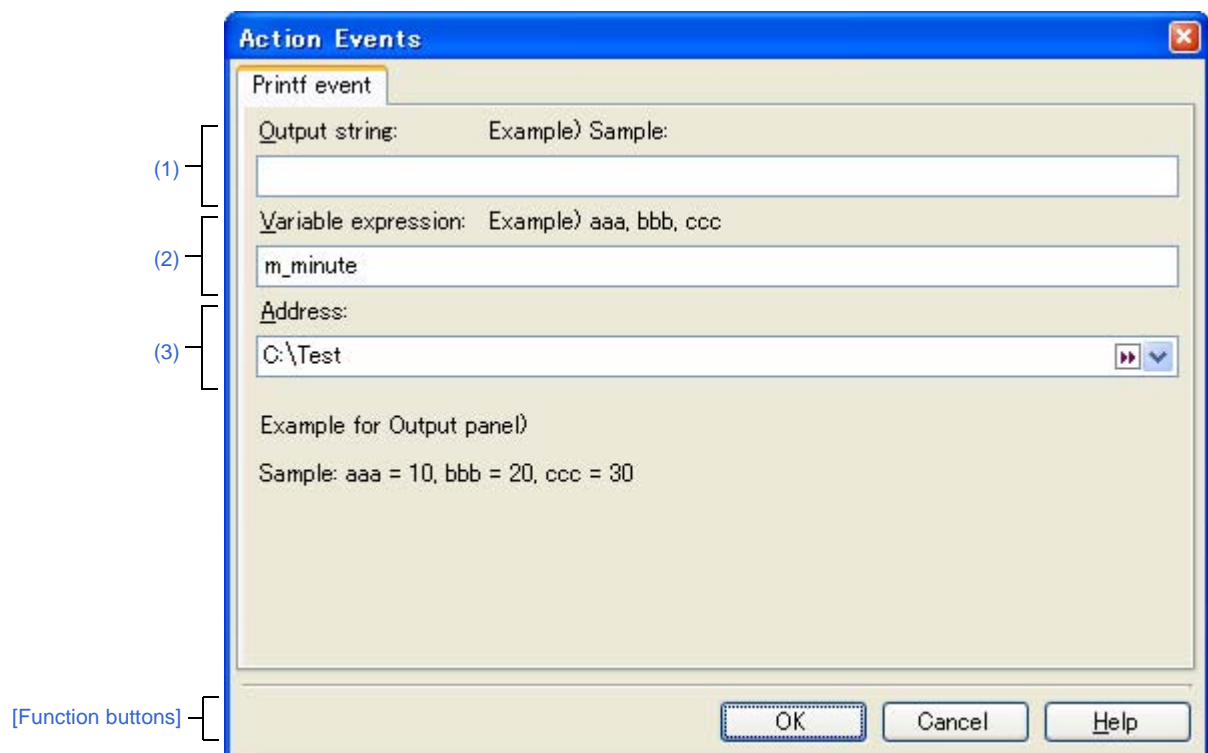 Action Events
Printf event
(1)
Output string: Example) Sample:
(2)
Variable expression: Example) aaa, bbb, ccc
m_minute
(3)
Address:
C:\Test
Example for Output panel)
Sample: aaa = 10, bbb = 20, ccc = 30
[Function buttons]
OK Cancel Help